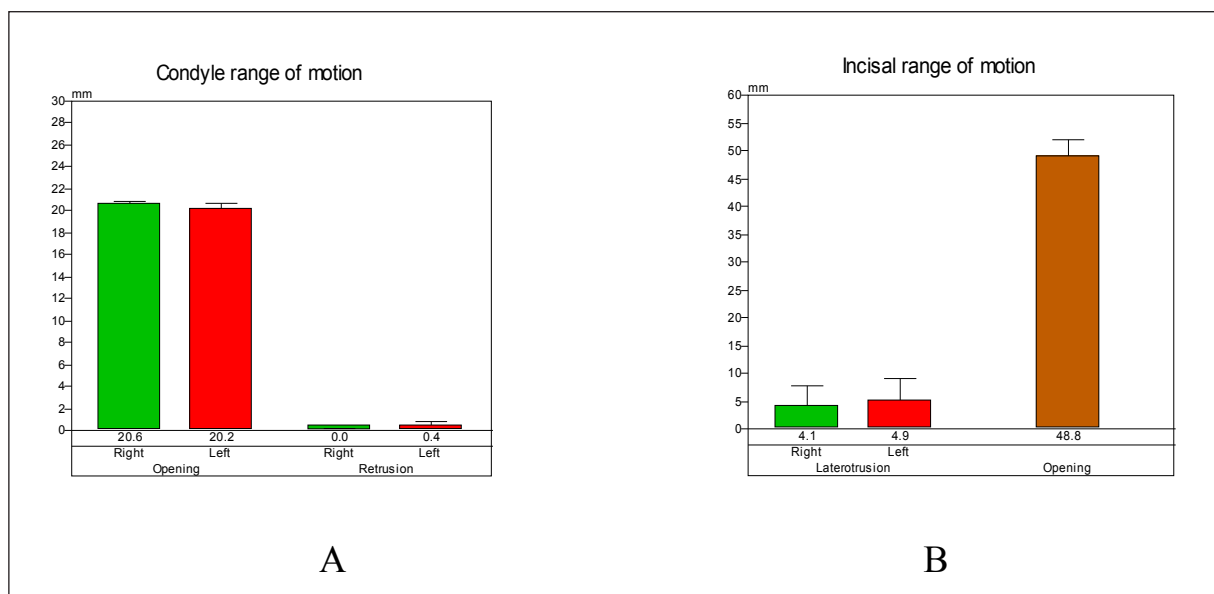 Condyle range of motion
mm
30
28
26
24
22
20
18
16
14
12
10
8
6
4
2
0
20.6 20.2 0.0 0.4
Right Left Right Left
Opening Retrusion
A
Incisal range of motion
mm
60
55
50
45
40
35
30
25
20
15
10
5
0
4.1 4.9 48.8
Right Left
Laterotrusion Opening
B